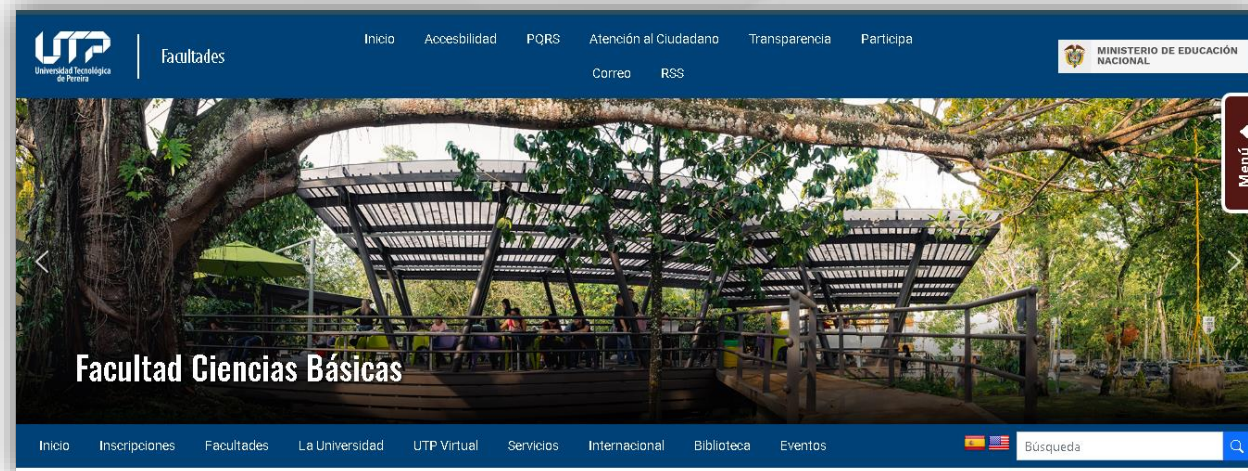 UTP
Universidad Tecnológica
de Pereira
Facultades
Inicio Accesbilidad PQRS Atención al Ciudadano Transparencia Participa
Correo RSS
MINISTERIO DE EDUCACIÓN
NACIONAL
Menú
Facultad Ciencias Básicas
Inicio Inscripciones Facultades La Universidad UTP Virtual Servicios Internacional Biblioteca Eventos
Búsqueda